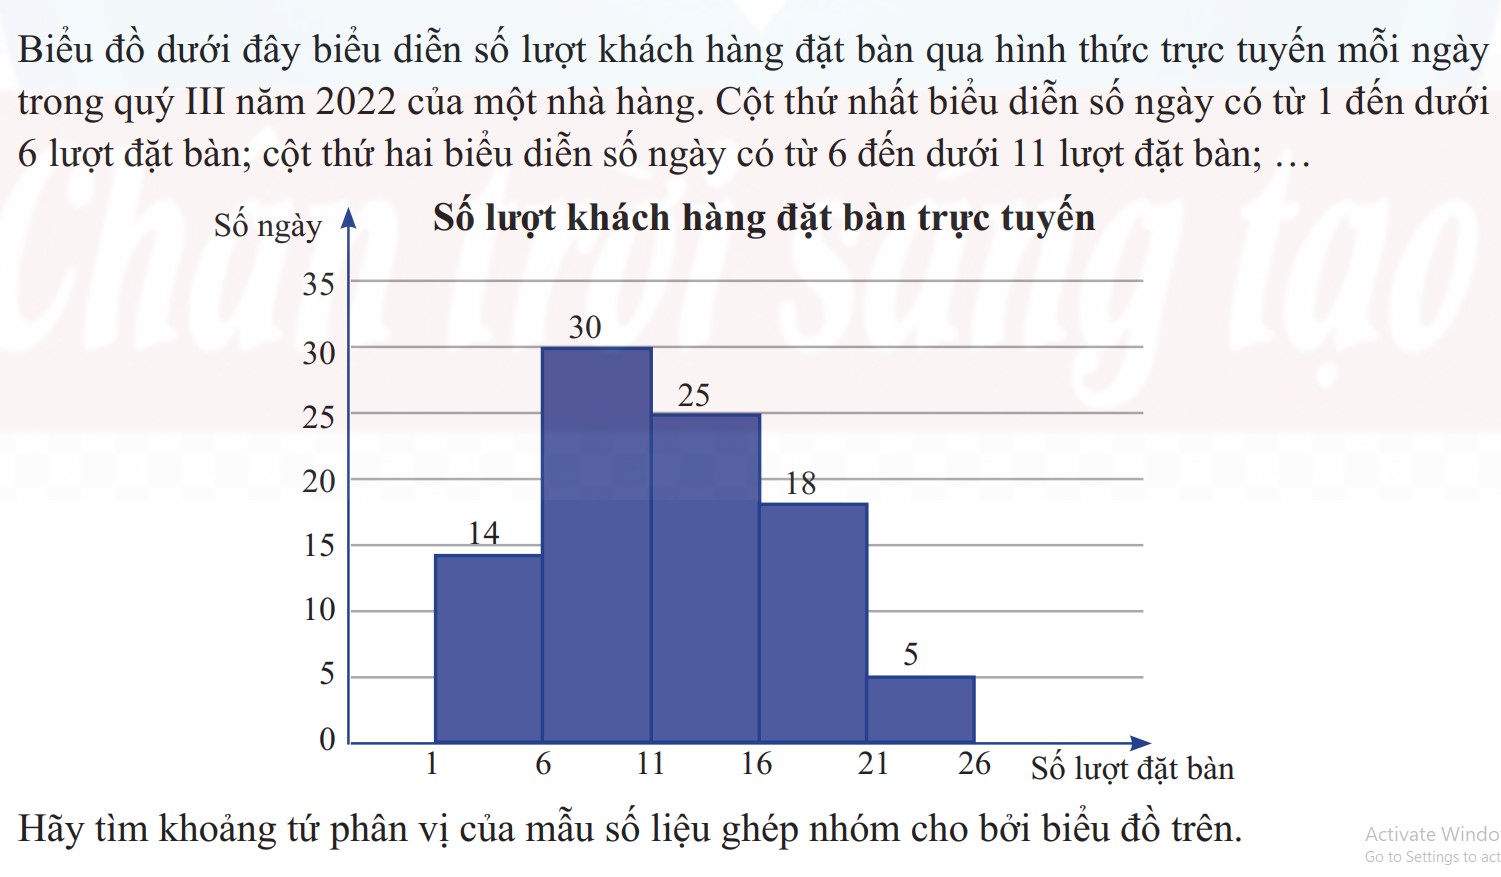 Biểu đồ dưới đây biểu diễn số lượt khách hàng đặt bàn qua hình thức trực tuyến mỗi ngày
trong quý III năm 2022 của một nhà hàng. Cột thứ nhất biểu diễn số ngày có từ 1 đến dưới
6 lượt đặt bàn; cột thứ hai biểu diễn số ngày có từ 6 đến dưới 11 lượt đặt bàn; …
Chân trời sáng tạo
Số ngày
Số lượt khách hàng đặt bàn trực tuyến
35
30
30
25
25
20
18
15
14
10
5
5
0
1 6 11 16 21 26 Số lượt đặt bàn
Hãy tìm khoảng tứ phân vị của mẫu số liệu ghép nhóm cho bởi biểu đồ trên.
Activate Windo
Go to Settings to act